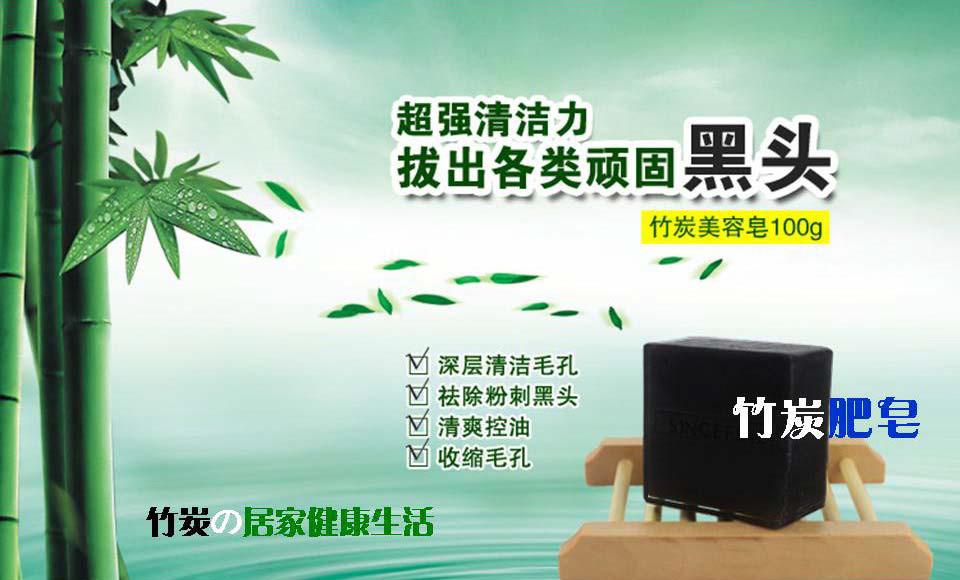 超强清洁力
拔出各类顽固黑头
竹炭美容皂100g
深层清洁毛孔
祛除粉刺黑头
清爽控油
收缩毛孔
竹炭肥皂
竹炭の居家健康生活